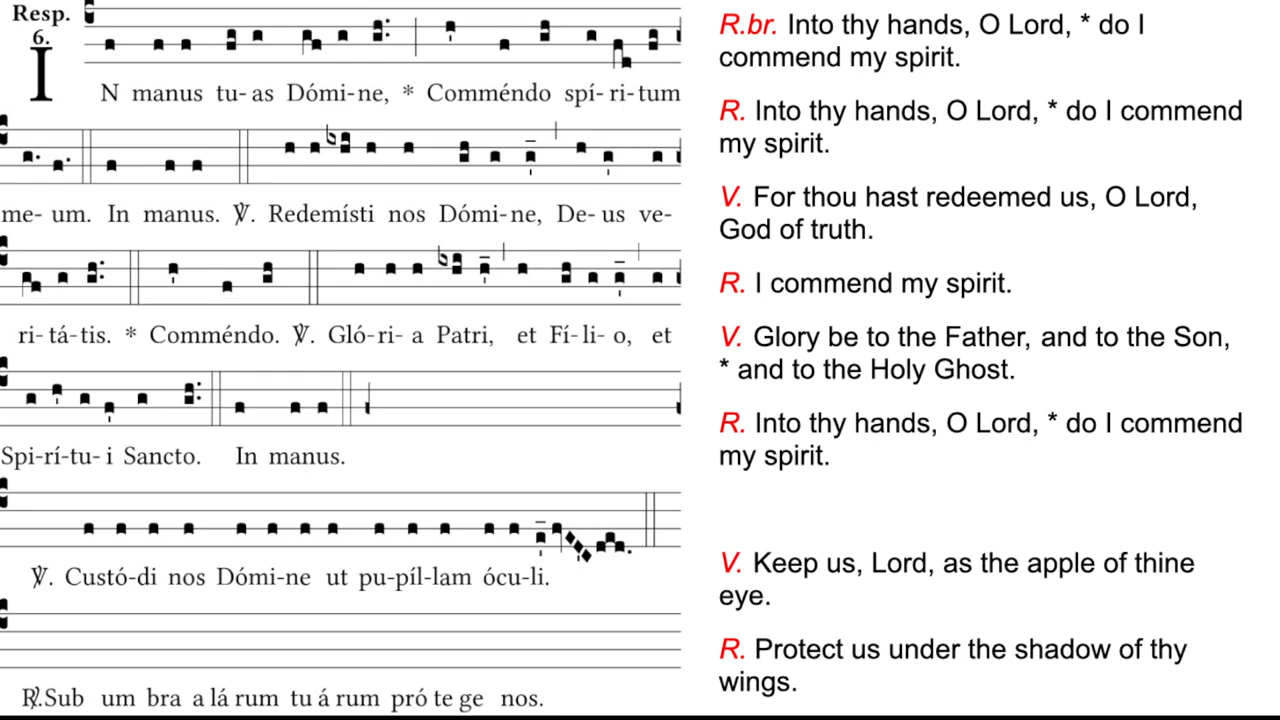 Resp.
6.
IN manus tu- as Dómi- ne, * Comméndo spí- ri- tum
me- um. In manus. ℣. Redemísti nos Dómi- ne, De- us ve-
ri- tá- tis. * Comméndo. ℣. Gló- ri- a Patri, et Fí- li- o, et
Spi- rí- tu- i Sancto. In manus.
℣. Custó- di nos Dómi- ne ut pu- píl- lam ócu- li.
℟.Sub um bra a lá rum tu á rum pró te ge nos.
R.br. Into thy hands, O Lord, * do I
commend my spirit.
R. Into thy hands, O Lord, * do I commend
my spirit.
V. For thou hast redeemed us, O Lord,
God of truth.
R. I commend my spirit.
V. Glory be to the Father, and to the Son,
* and to the Holy Ghost.
R. Into thy hands, O Lord, * do I commend
my spirit.
V. Keep us, Lord, as the apple of thine
eye.
R. Protect us under the shadow of thy
wings.